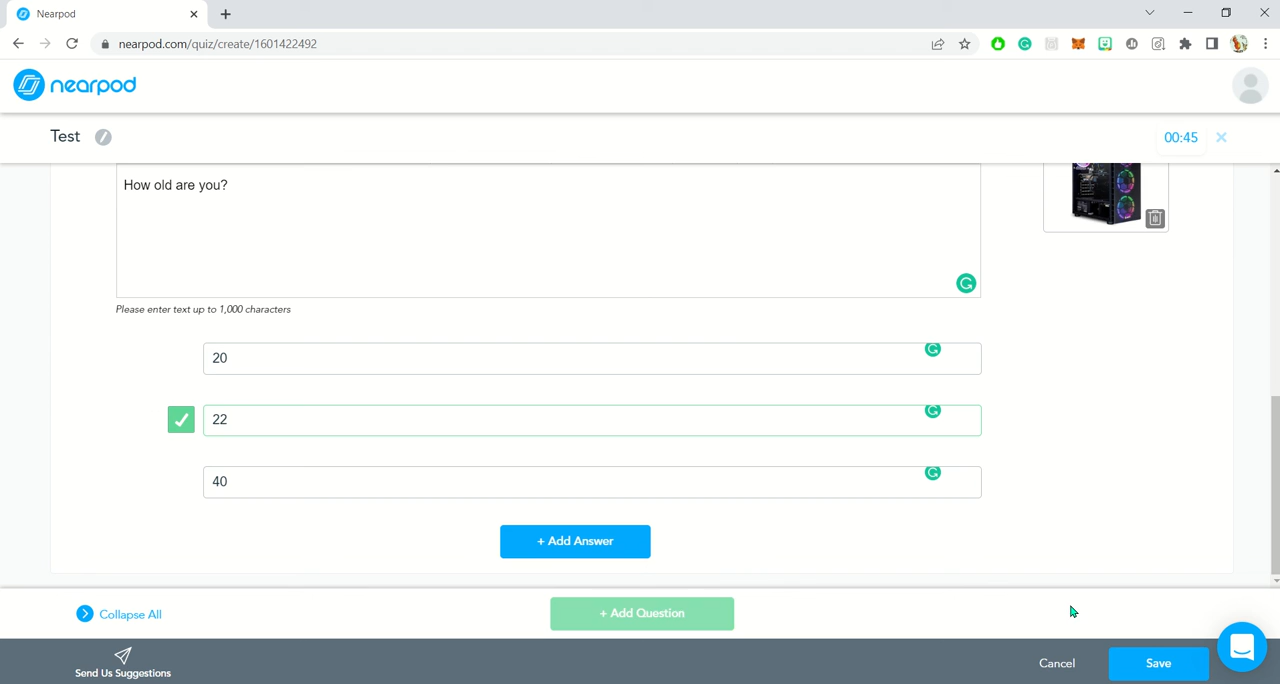 Nearpod
nearpod.com/quiz/create/1601422492
nearpod
Test
00:45
How old are you?
Please enter text up to 1,000 characters
20
22
40
+ Add Answer
Collapse All
+ Add Question
Send Us Suggestions
Cancel
Save